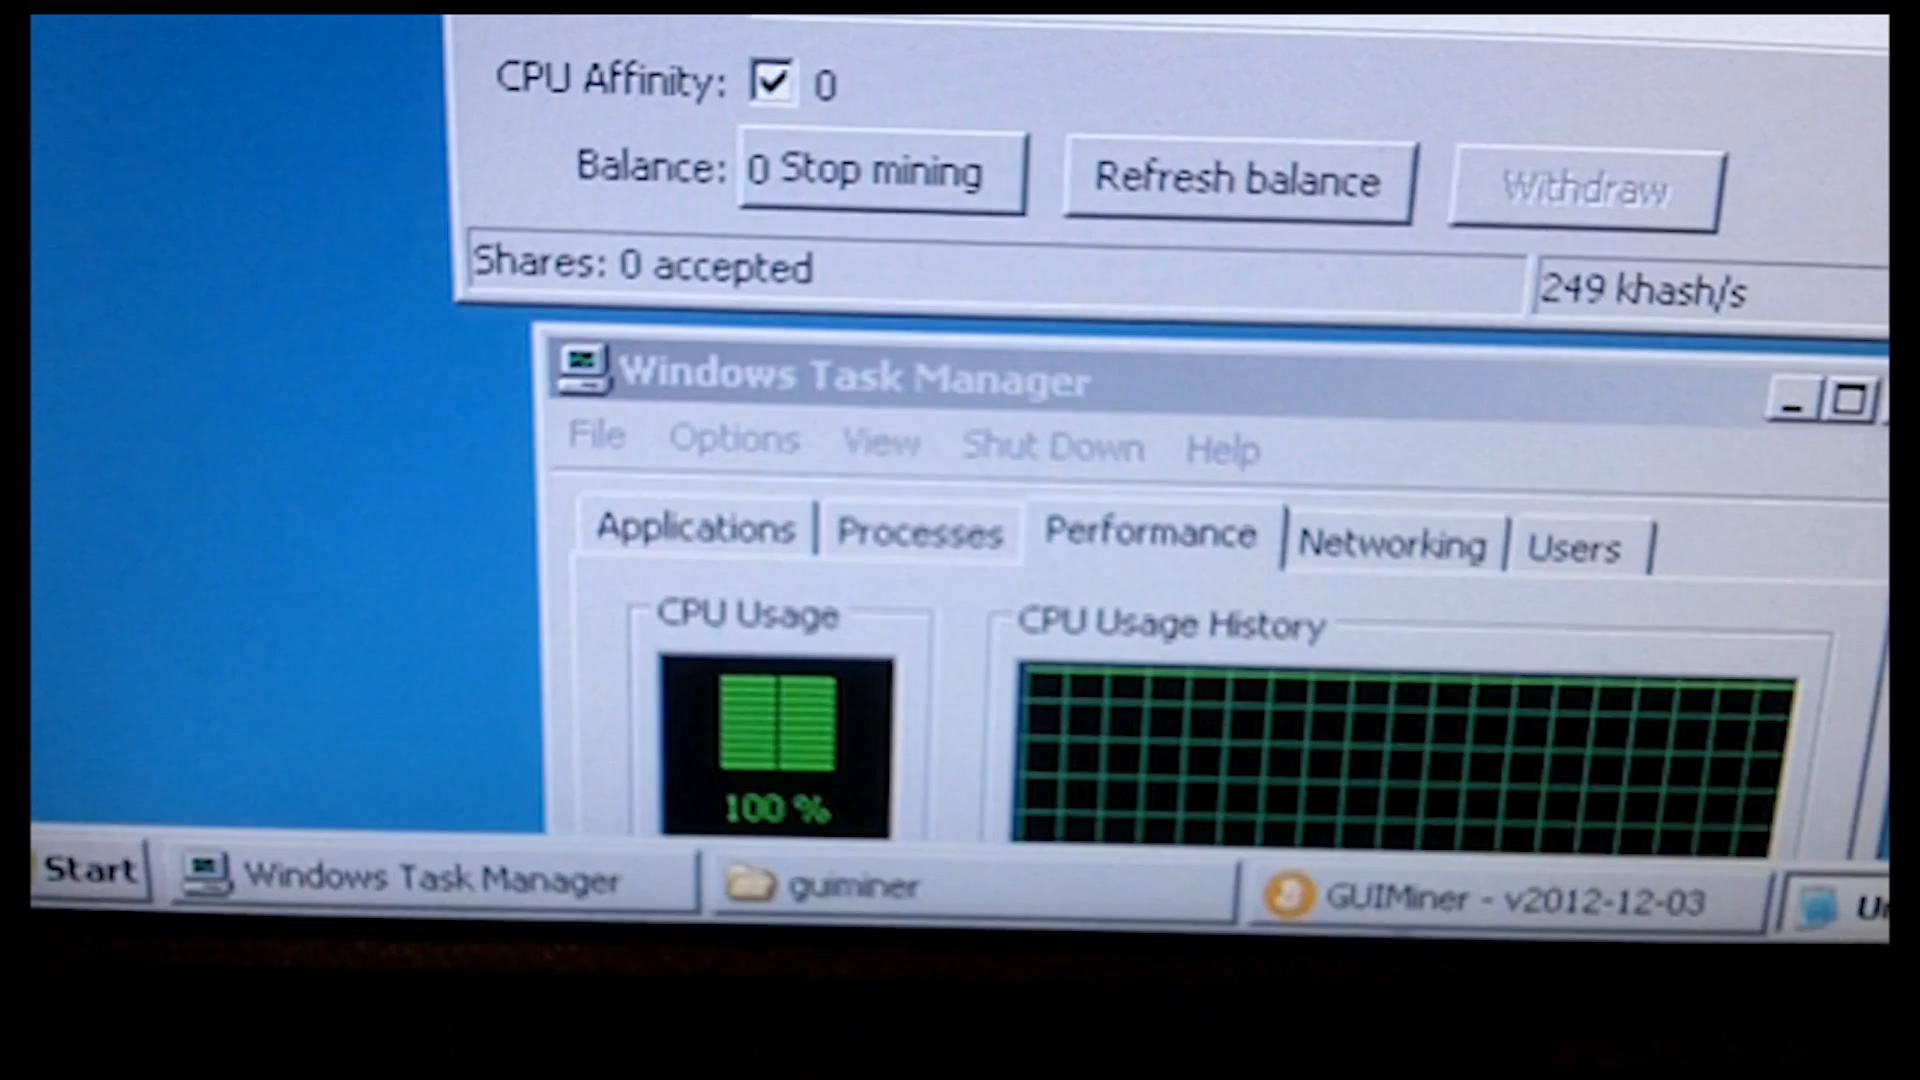 CPU Affinity: 0
Balance: 0 Stop mining Refresh balance Withdraw
Shares: 0 accepted 249 khash/s
Windows Task Manager
File Options View Shut Down Help
Applications Processes Performance Networking Users
CPU Usage CPU Usage History
100 %
Start Windows Task Manager guiminer GUIMiner - v2012-12-03